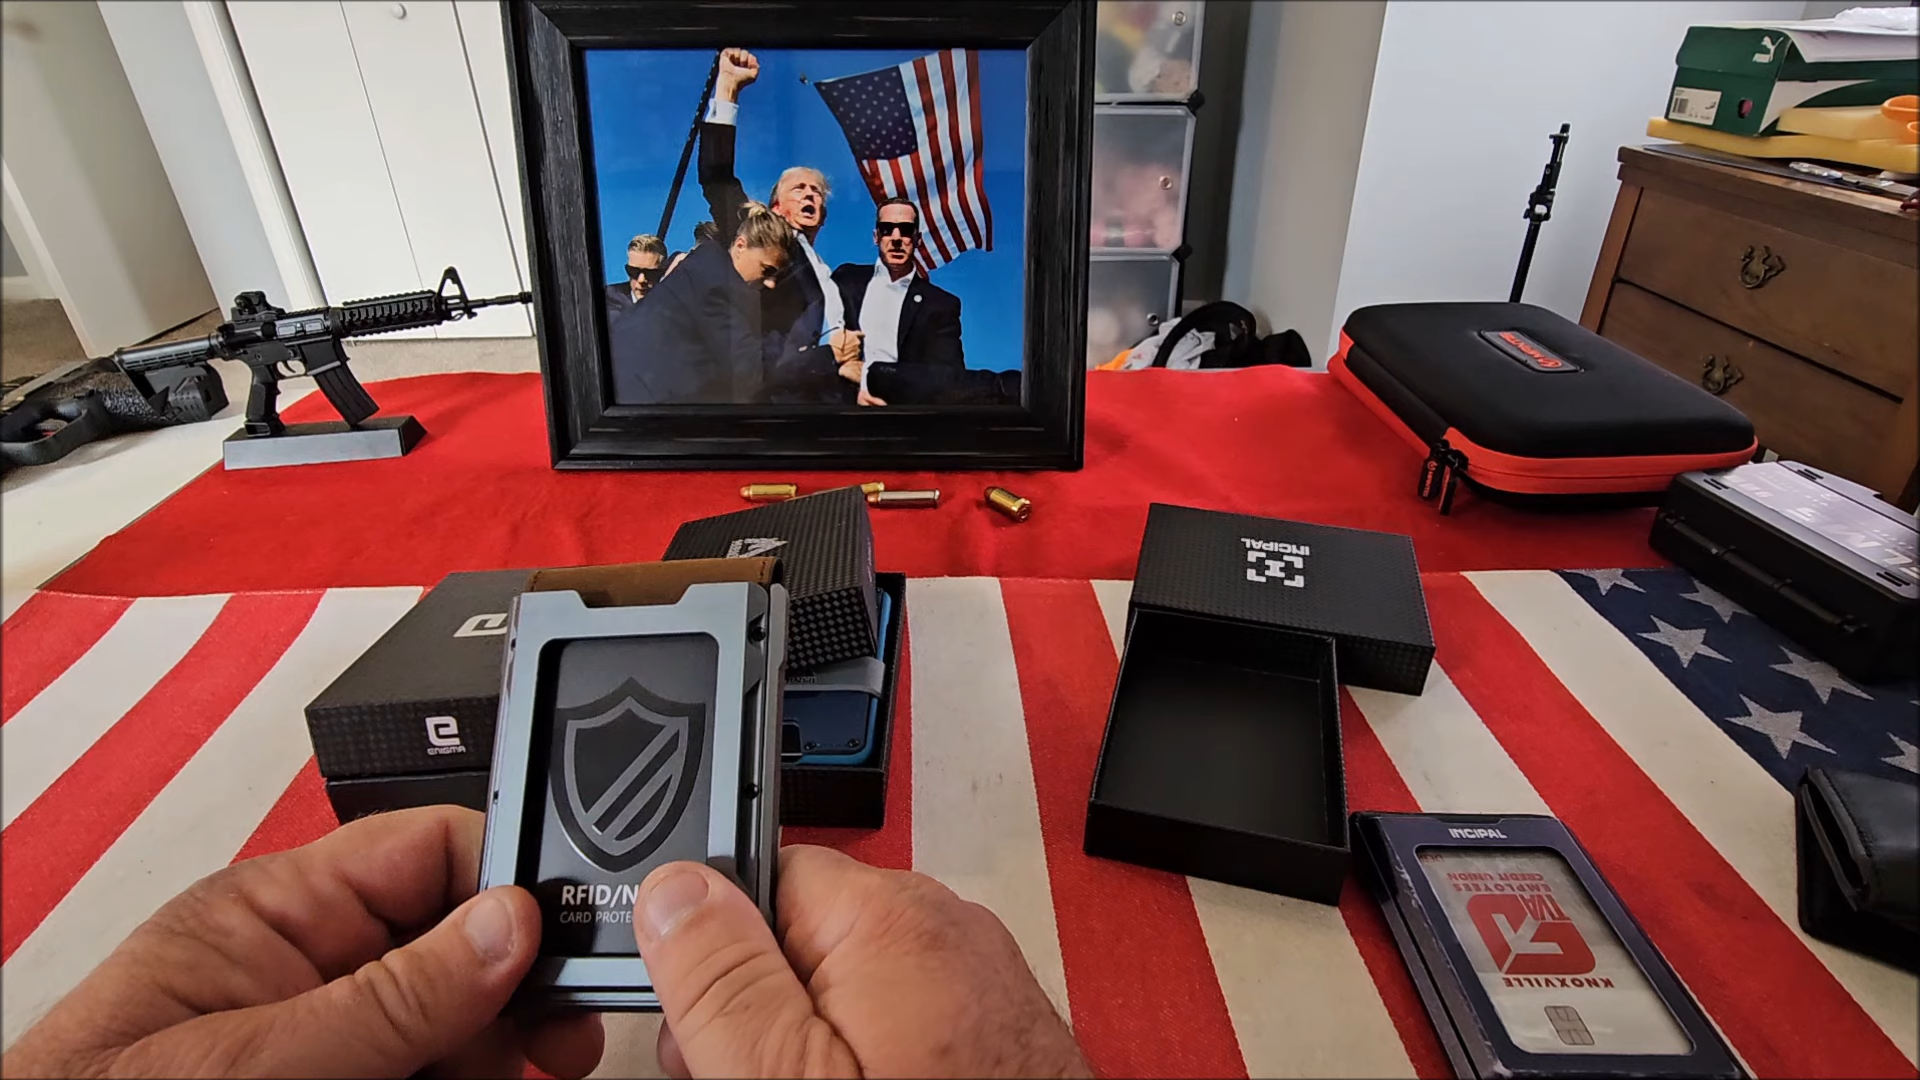 INCIPAL
ENIGMA
RFID/N
CARD PROTE
INCIPAL
KNOXVILLE
TVA
EMPLOYEES
CREDIT UNION